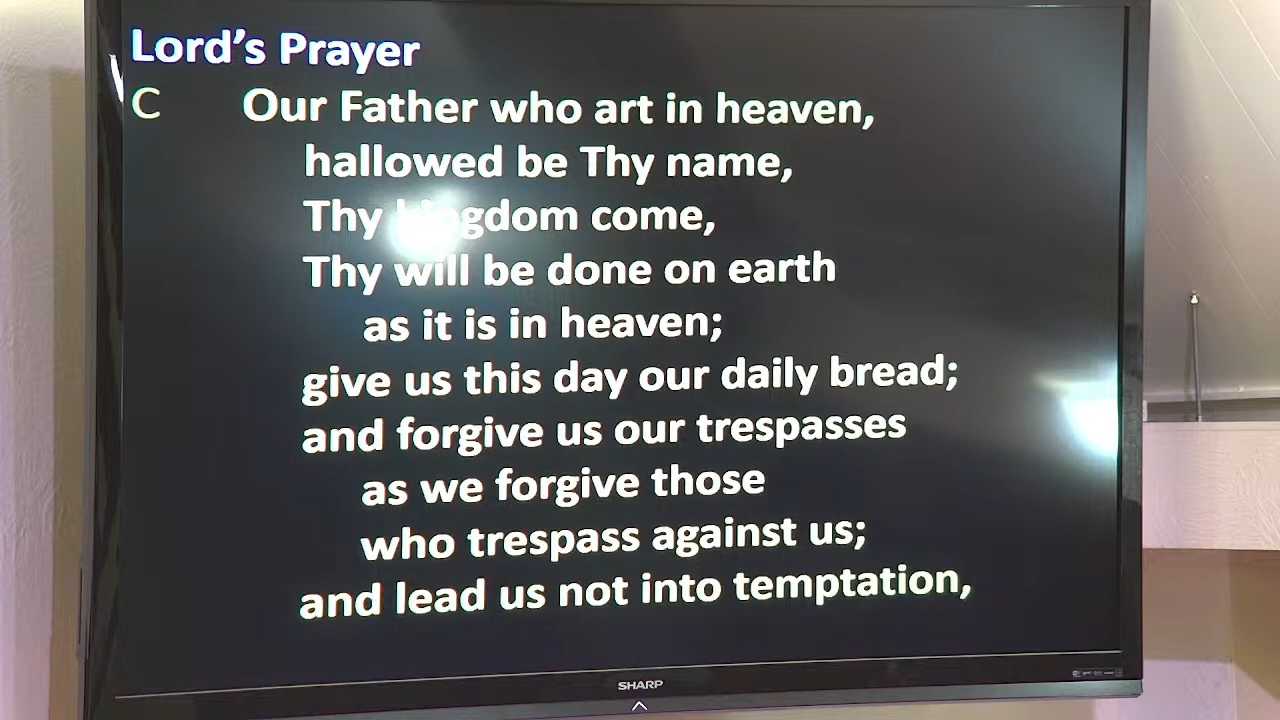 Lord's Prayer
C Our Father who art in heaven,
hallowed be Thy name,
Thy kingdom come,
Thy will be done on earth
as it is in heaven;
give us this day our daily bread;
and forgive us our trespasses
as we forgive those
who trespass against us;
and lead us not into temptation,
SHARP